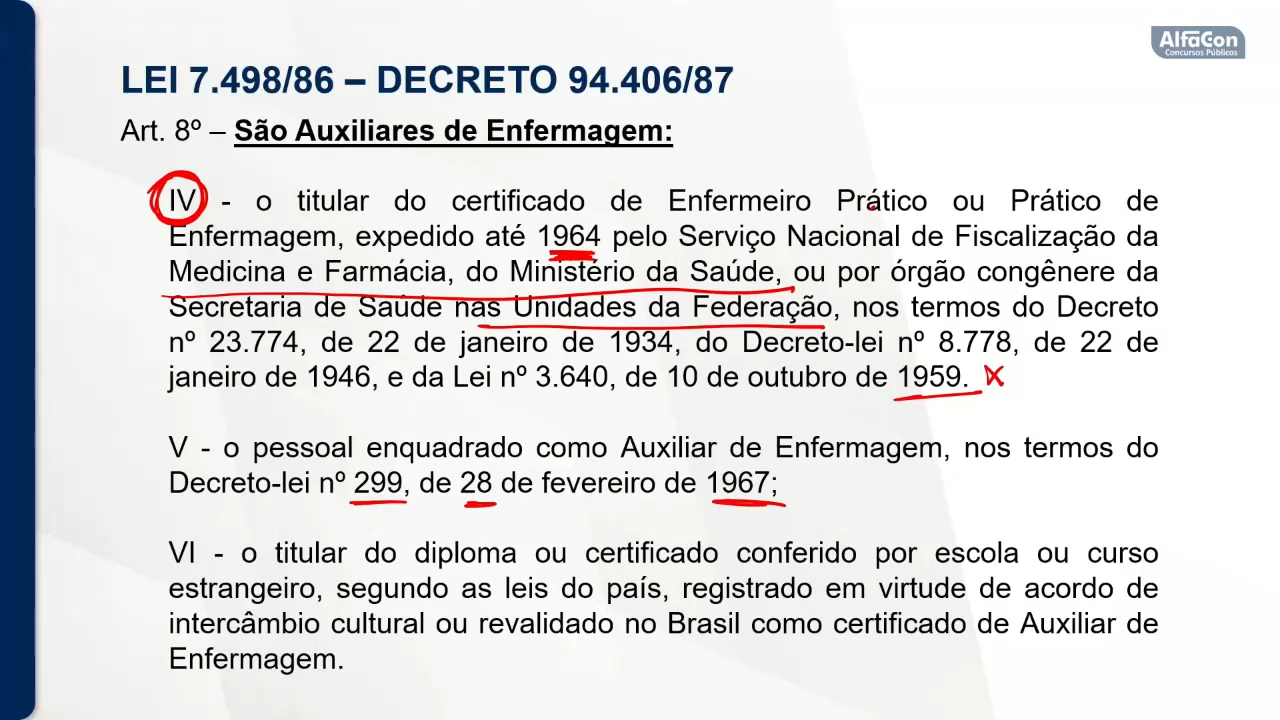 AlfaCon
Concursos Públicos
LEI 7.498/86 – DECRETO 94.406/87
Art. 8º – São Auxiliares de Enfermagem:
IV - o titular do certificado de Enfermeiro Prático ou Prático de
Enfermagem, expedido até 1964 pelo Serviço Nacional de Fiscalização da
Medicina e Farmácia, do Ministério da Saúde, ou por órgão congênere da
Secretaria de Saúde nas Unidades da Federação, nos termos do Decreto
nº 23.774, de 22 de janeiro de 1934, do Decreto-lei nº 8.778, de 22 de
janeiro de 1946, e da Lei nº 3.640, de 10 de outubro de 1959.
V - o pessoal enquadrado como Auxiliar de Enfermagem, nos termos do
Decreto-lei nº 299, de 28 de fevereiro de 1967;
VI - o titular do diploma ou certificado conferido por escola ou curso
estrangeiro, segundo as leis do país, registrado em virtude de acordo de
intercâmbio cultural ou revalidado no Brasil como certificado de Auxiliar de
Enfermagem.